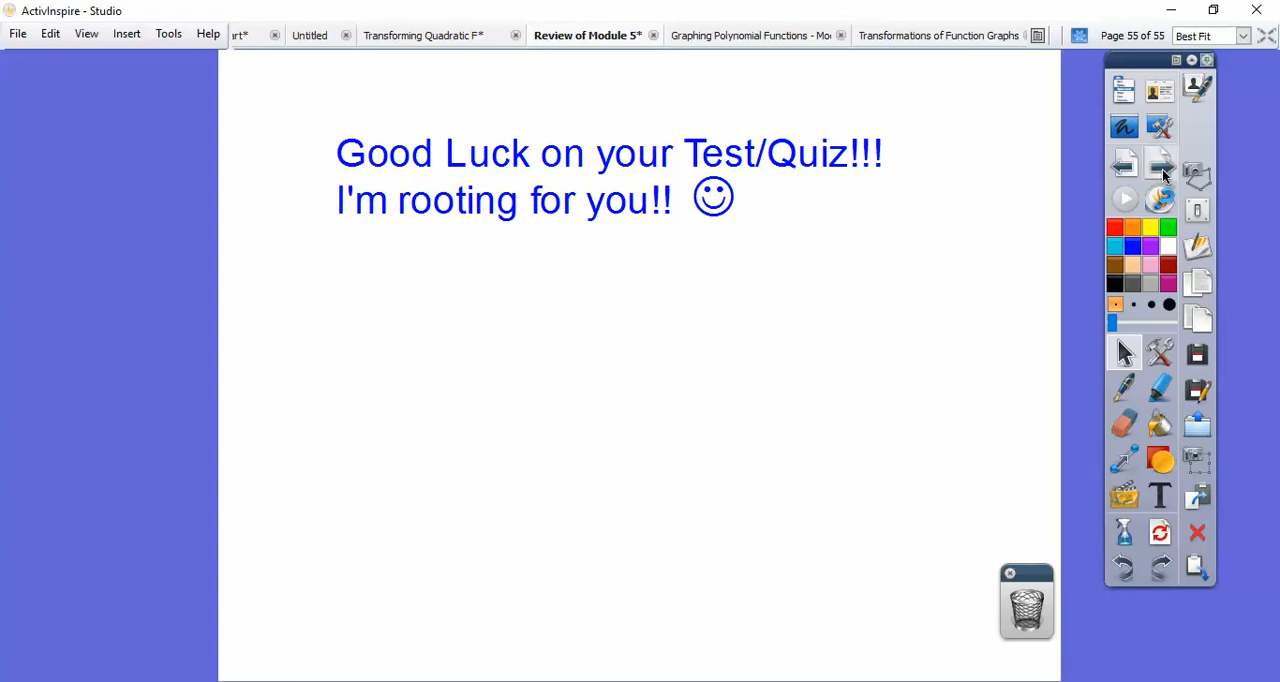 ActivInspire - Studio
File Edit View Insert Tools Help
art* Untitled Transforming Quadratic F* Review of Module 5* Graphing Polynomial Functions - Mo Transformations of Function Graphs
Page 55 of 55 Best Fit
Good Luck on your Test/Quiz!!!
I'm rooting for you!! ☺
T